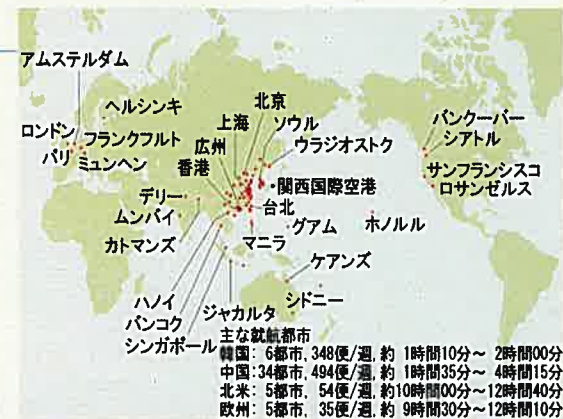 アムステルダム
ヘルシンキ
ロンドン
フランクフルト
パリ
ミュンヘン
北京
上海
ソウル
広州
ウラジオストク
香港
・関西国際空港
デリー
台北
ムンバイ
グアム
カトマンズ
マニラ
ホノルル
バンクーバー
シアトル
サンフランシスコ
ロサンゼルス
ケアンズ
ハノイ
ジャカルタ
シドニー
バンコク
シンガポール
主な就航都市
韓国: 6都市, 348便/週, 約 1時間10分〜 2時間00分
中国:34都市, 494便/週, 約 1時間35分〜 4時間15分
北米: 5都市, 54便/週, 約10時間00分〜12時間40分
欧州: 5都市, 35便/週, 約 9時間30分〜12時間10分